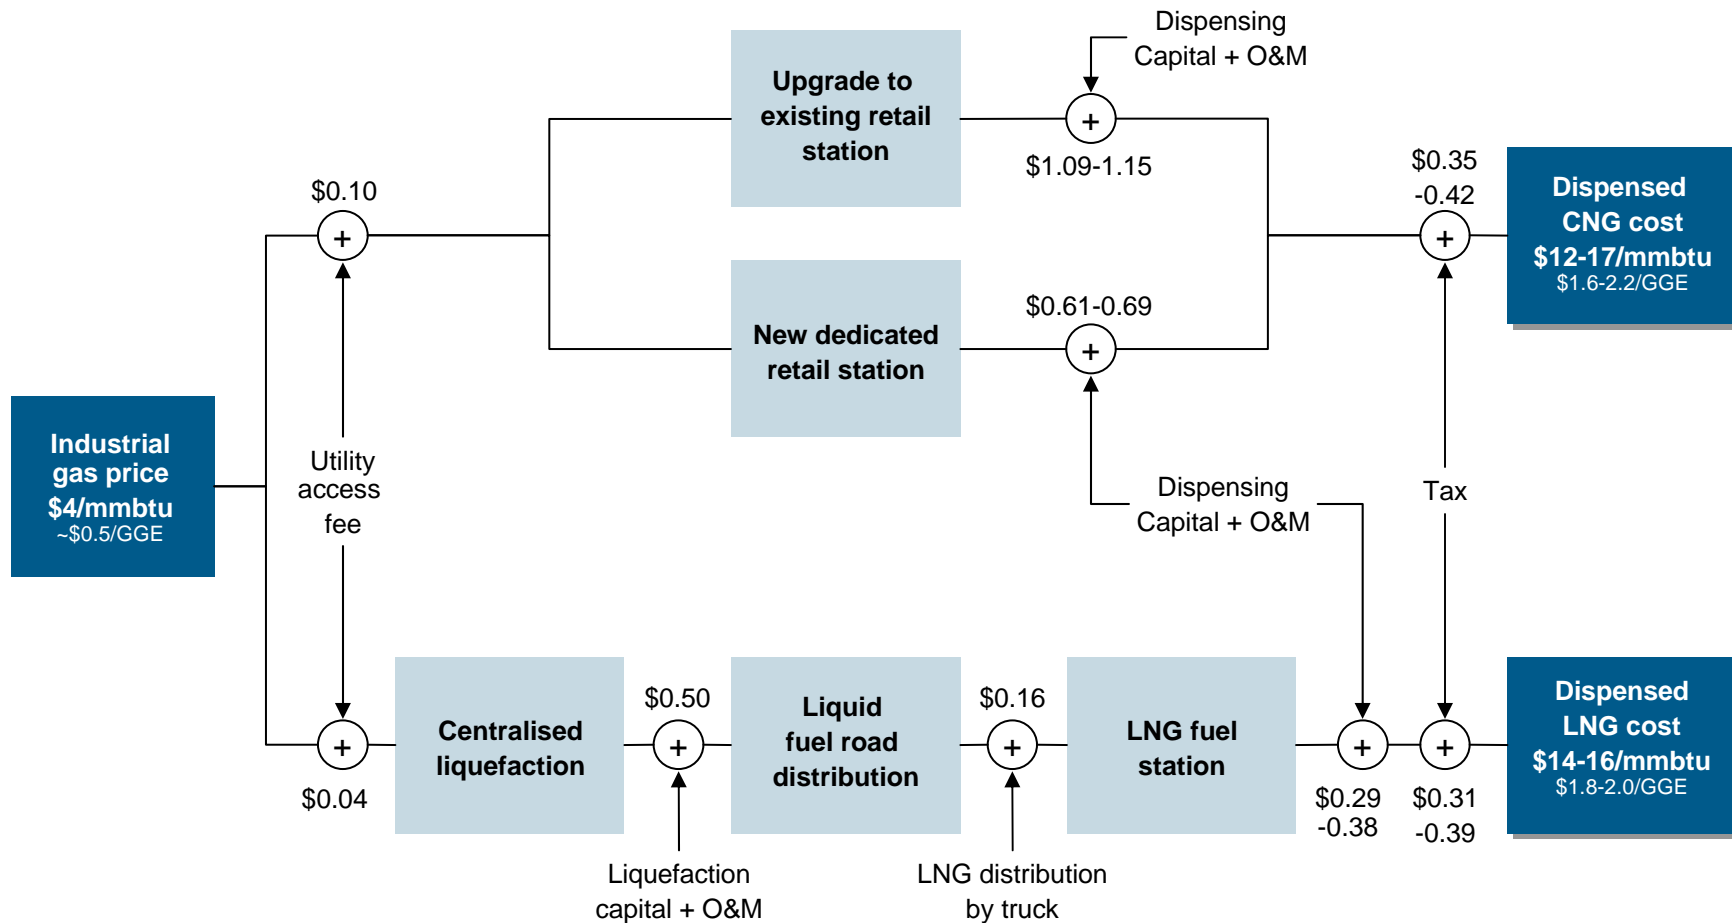 Dispensing
Capital + O&M
Upgrade to
existing retail
station
+
$1.09-1.15
$0.10
+
$0.35
-0.42
+
Dispensed
CNG cost
$12-17/mmbtu
$1.6-2.2/GGE
New dedicated
retail station
$0.61-0.69
+
Industrial
gas price
$4/mmbtu
~$0.5/GGE
Utility
access
fee
Dispensing
Capital + O&M
Tax
+
$0.04
Centralised
liquefaction
$0.50
+
Liquefaction
capital + O&M
Liquid
fuel road
distribution
$0.16
+
LNG distribution
by truck
LNG fuel
station
+
$0.29
-0.38
+
$0.31
-0.39
Dispensed
LNG cost
$14-16/mmbtu
$1.8-2.0/GGE